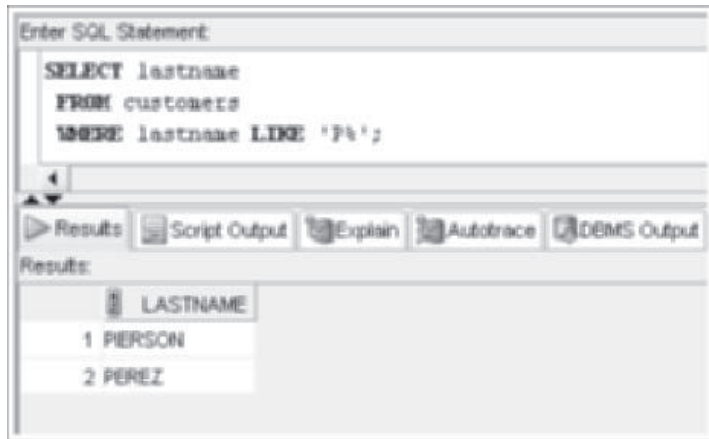 Enter SQL Statement:
SELECT lastname
FROM customers
WHERE lastname LIKE 'P%';
Results Script Output Explain Autotrace DBMS Output
Results:
LASTNAME
1 PIERSON
2 PEREZ